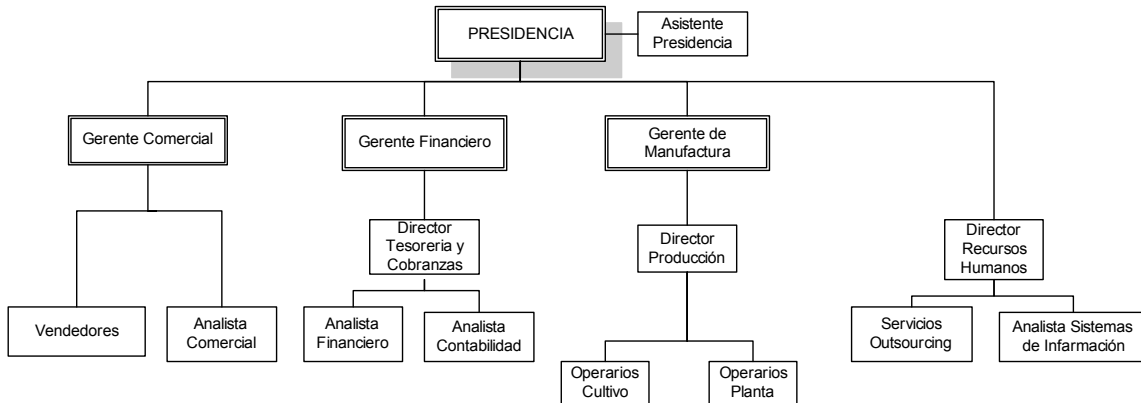 PRESIDENCIA
Asistente
Presidencia
Gerente Comercial
Gerente Financiero
Gerente de
Manufactura
Director
Tesoreria y
Cobranzas
Director
Producción
Director
Recursos
Humanos
Vendedores
Analista
Comercial
Analista
Financiero
Analista
Contabilidad
Operarios
Cultivo
Operarios
Planta
Servicios
Outsourcing
Analista Sistemas
de Infarmación